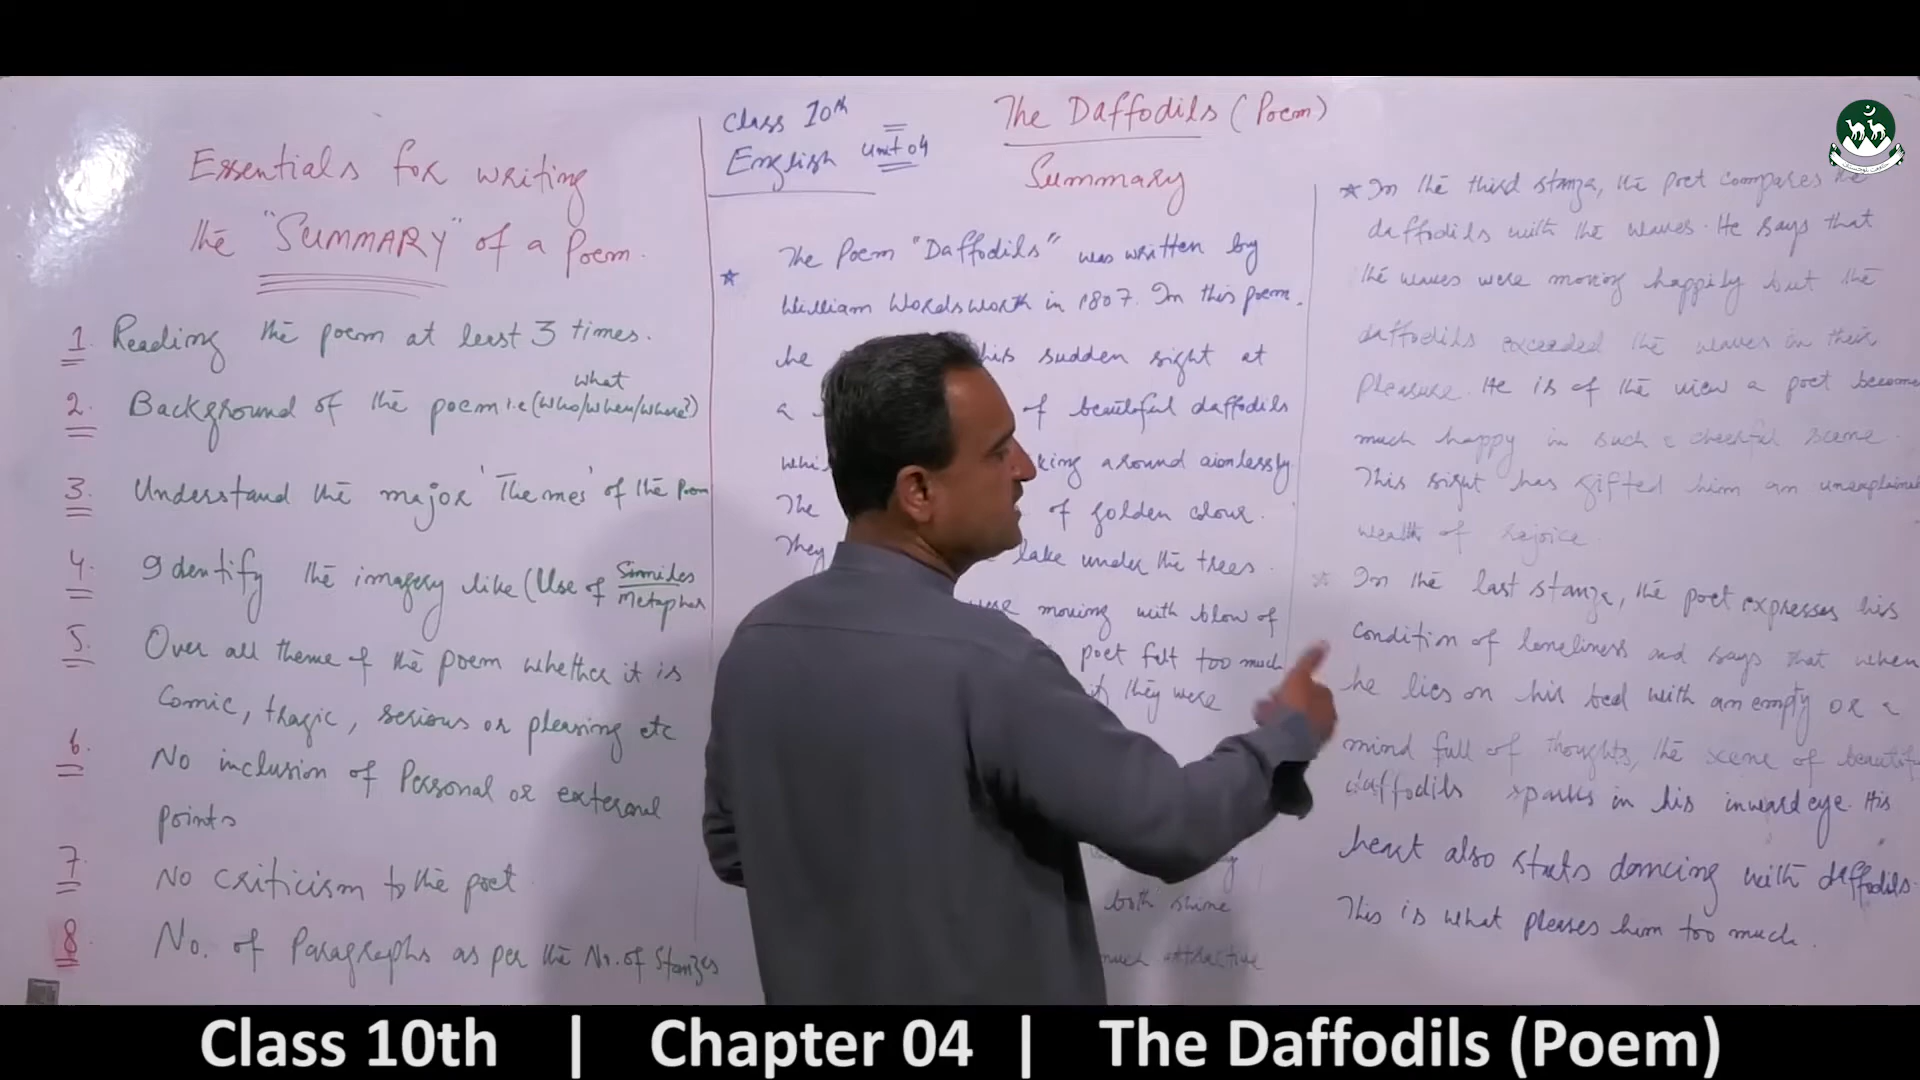 Essentials for writing
the "SUMMARY" of a Poem.
1. Reading the poem at least 3 times.
what
2. Background of the poem i.e (Who/When/Where?)
3. Understand the major 'Themes' of the Poem
4. Identify the imagery like (Use of Similes
Metaphor
5. Over all theme of the poem whether it is
Comic, tragic, serious or pleasing etc
6. No inclusion of Personal or external
points
7. No criticism to the poet.
8. No. of Paragraphs as per the No. of Stanzas
Class 10th
English Unit 04
The Daffodils (Poem)
Summary
The Poem "Daffodils" was written by
William Wordsworth in 1807. In this poem
he his sudden sight at
a of beautiful daffodils
king around aimlessly
The of golden colour.
They lake under the trees.
were moving with blow of
poet felt too much
if they were
both shine
much attractive
In the third stanza, the poet compares the
daffodils with the waves. He says that
the waves were moving happily but the
daffodils exceeded the waves in their
pleasure. He is of the view a poet become
much happy in such a cheerful scene.
This sight has gifted him an unexplainabl
wealth of rejoice.
In the last stanza, the poet expresses his
condition of loneliness and says that when
he lies on his bed with an empty or a
mind full of thoughts, the scene of beautiful
daffodils sparks in his inward eye. His
heart also starts dancing with daffodils.
This is what pleases him too much.
Class 10th | Chapter 04 | The Daffodils (Poem)